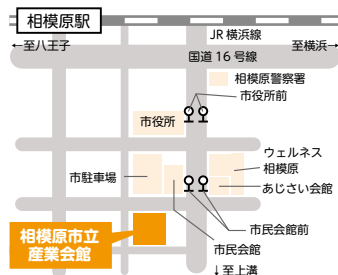 相模原駅
JR 横浜線
←至八王子
至横浜→
国道 16 号線
相模原警察署
市役所前
市役所
ウェルネス
相模原
市駐車場
あじさい会館
相模原市立
産業会館
市民会館前
市民会館
↓至上溝